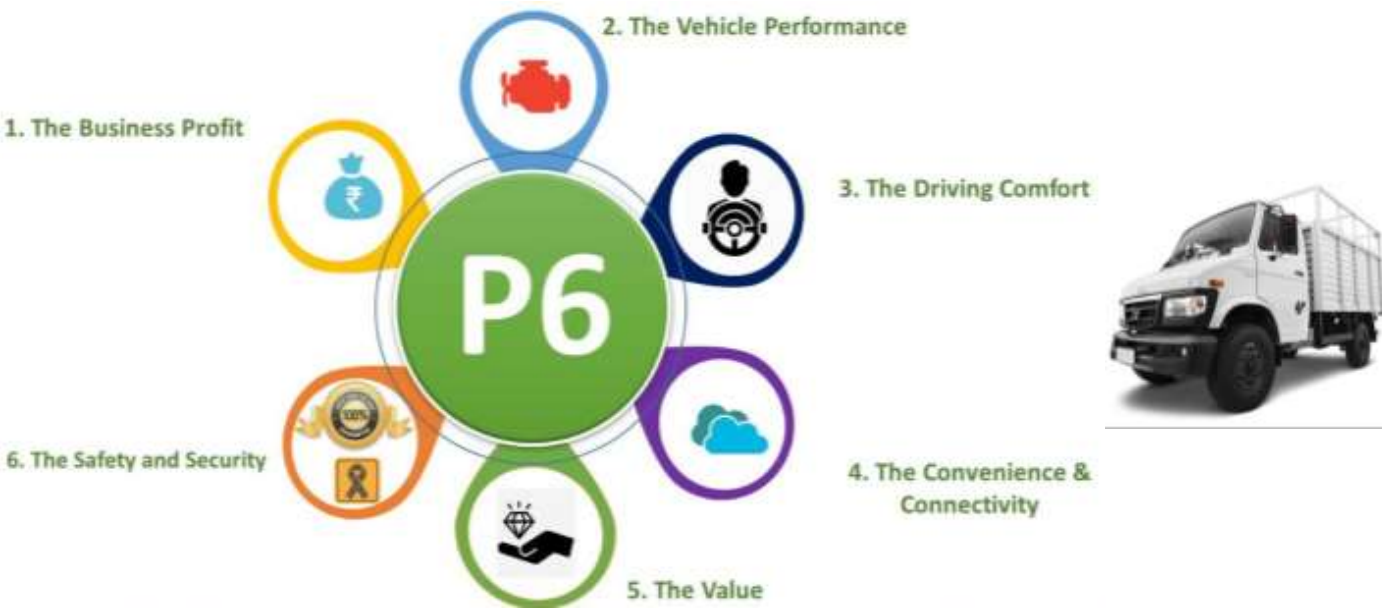 2. The Vehicle Performance
1. The Business Profit
₹
3. The Driving Comfort
P6
100%
6. The Safety and Security
4. The Convenience &
Connectivity
5. The Value